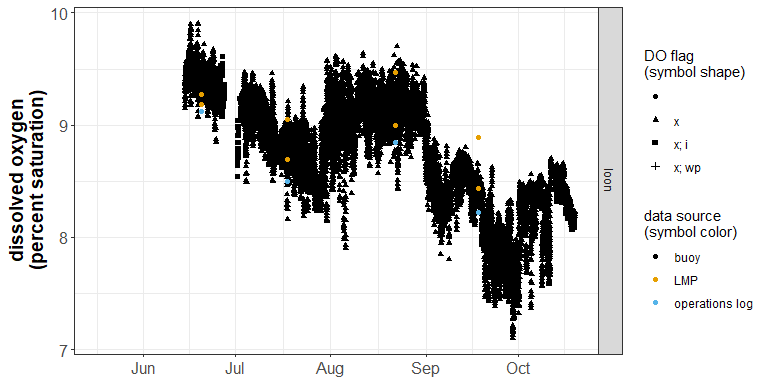 dissolved oxygen
(percent saturation)
10
9
8
7
Jun
Jul
Aug
Sep
Oct
loon
DO flag
(symbol shape)
x
x; i
x; wp
data source
(symbol color)
buoy
LMP
operations log